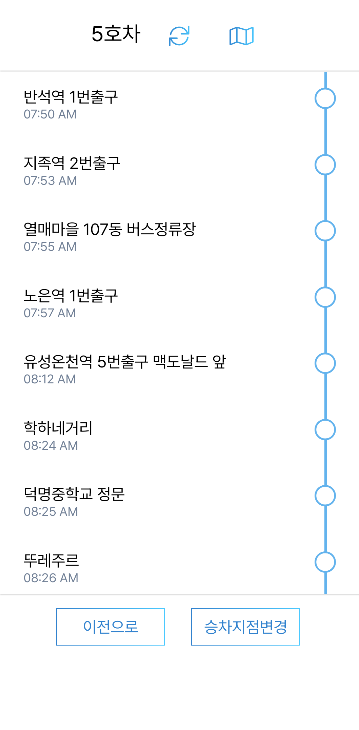 5호차
반석역 1번출구
07:50 AM
지족역 2번출구
07:53 AM
열매마을 107동 버스정류장
07:55 AM
노은역 1번출구
07:57 AM
유성온천역 5번출구 맥도날드 앞
08:12 AM
학하네거리
08:24 AM
덕명중학교 정문
08:25 AM
뚜레주르
08:26 AM
이전으로
승차지점변경